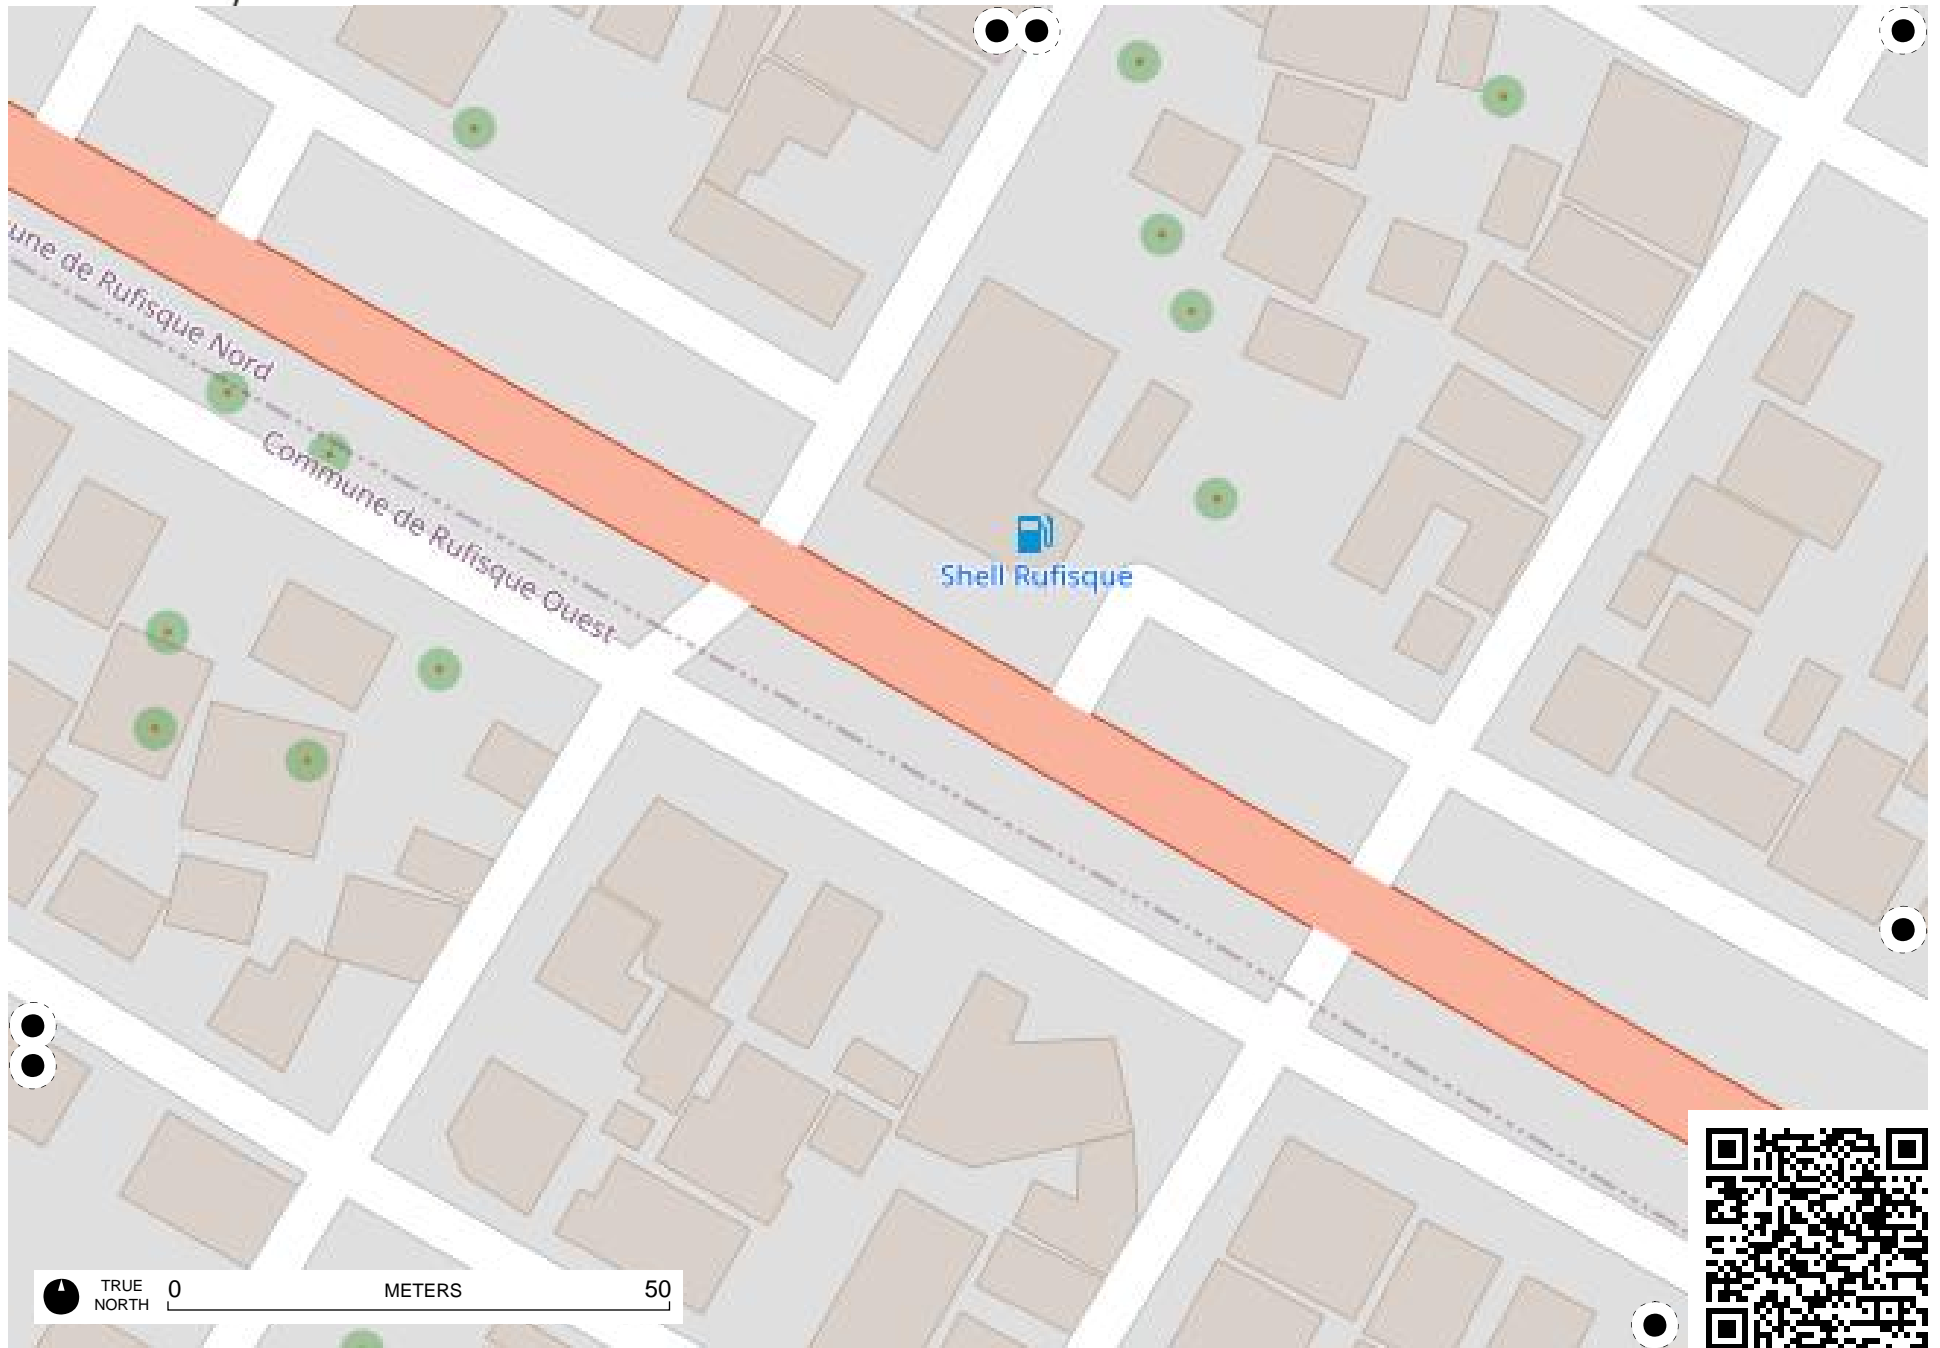 une de Rufisque Nord
Commune de Rufisque Ouest
Shell Rufisque
TRUE NORTH
0 METERS 50